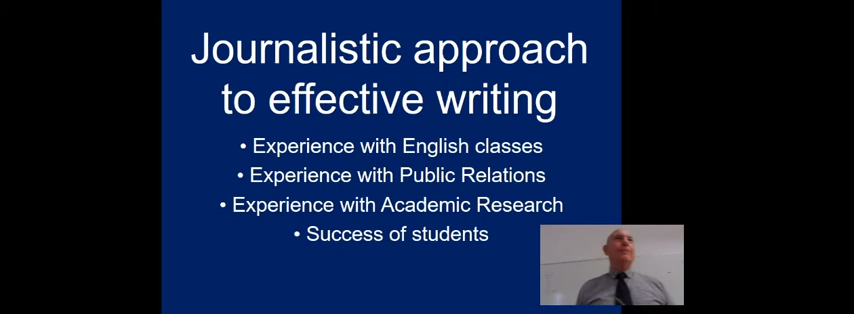 Journalistic approach
to effective writing
• Experience with English classes
• Experience with Public Relations
• Experience with Academic Research
• Success of students